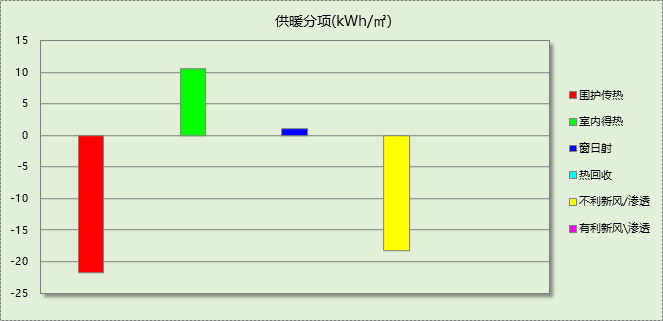 供暖分项(kWh/㎡)
15
10
5
0
-5
-10
-15
-20
-25
围护传热
室内得热
窗日射
热回收
不利新风/渗透
有利新风\渗透